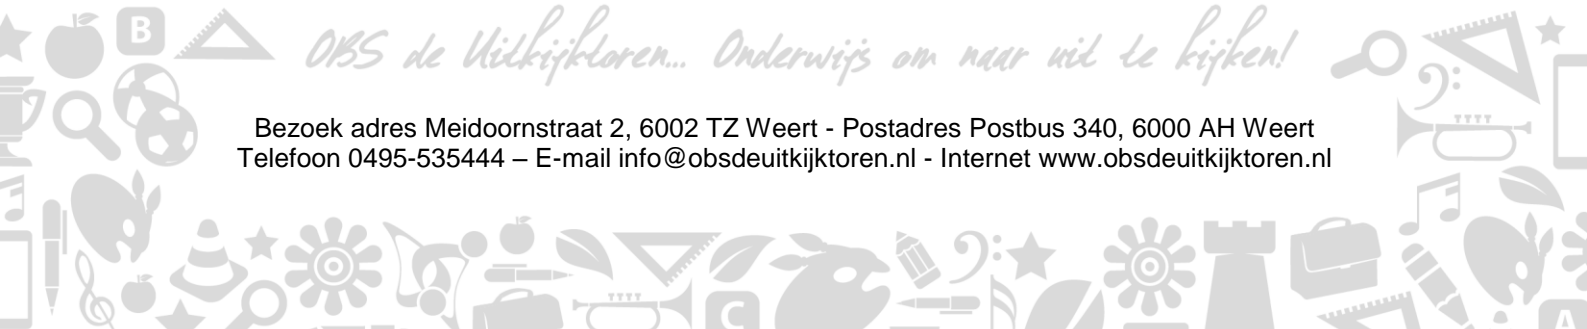 B
OBS de Uitkijktoren... Onderwijs om naar uit te kijken!
Bezoek adres Meidoornstraat 2, 6002 TZ Weert - Postadres Postbus 340, 6000 AH Weert
Telefoon 0495-535444 – E-mail info@obsdeuitkijktoren.nl - Internet www.obsdeuitkijktoren.nl
C
A